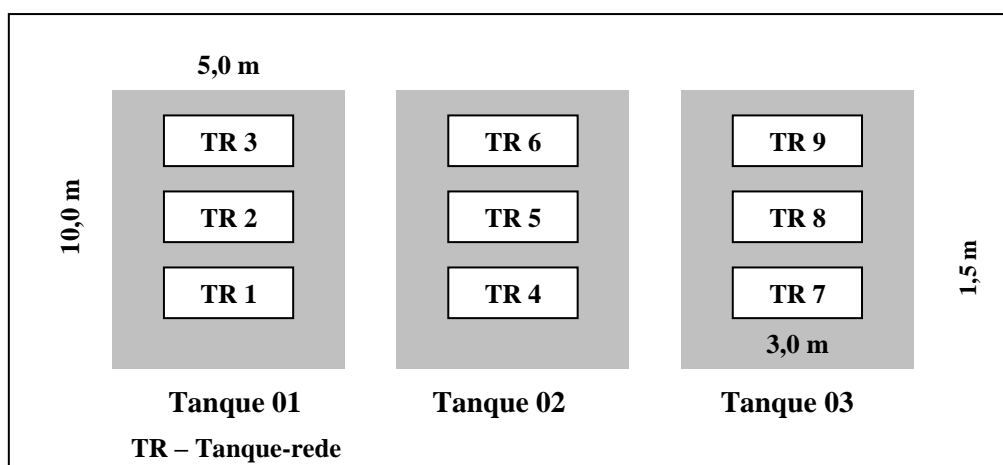 5,0 m
TR 3 TR 6 TR 9
10,0 m
TR 2 TR 5 TR 8
1,5 m
TR 1 TR 4 TR 7
3,0 m
Tanque 01 Tanque 02 Tanque 03
TR – Tanque-rede